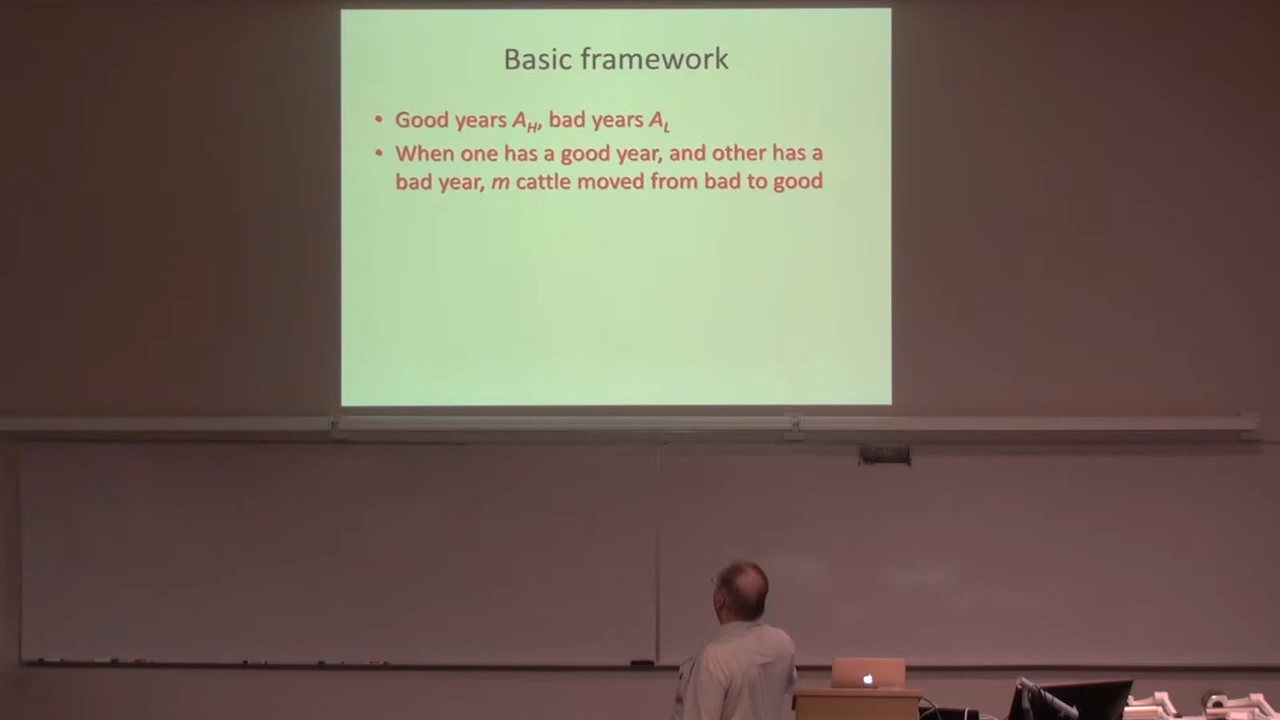 Basic framework
• Good years A_H, bad years A_L
• When one has a good year, and other has a
bad year, m cattle moved from bad to good